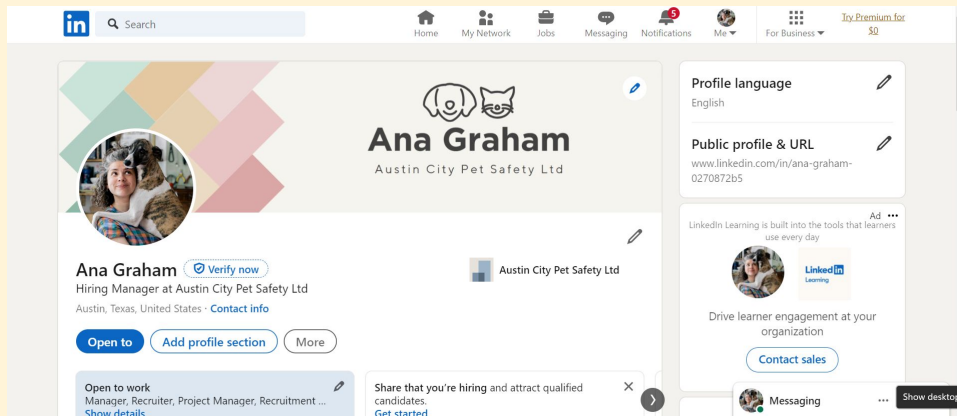 in
Search
Home
My Network
Jobs
Messaging
5
Notifications
Me
For Business
Try Premium for
$0
Ana Graham
Austin City Pet Safety Ltd
Ana Graham
Verify now
Hiring Manager at Austin City Pet Safety Ltd
Austin, Texas, United States · Contact info
Austin City Pet Safety Ltd
Open to
Add profile section
More
Open to work
Manager, Recruiter, Project Manager, Recruitment ...
Show details
Share that you're hiring and attract qualified
candidates.
Get started
Profile language
English
Public profile & URL
www.linkedin.com/in/ana-graham-
0270872b5
Ad
LinkedIn Learning is built into the tools that learners
use every day
Linked in
Learning
Drive learner engagement at your
organization
Contact sales
Messaging
Show desktop